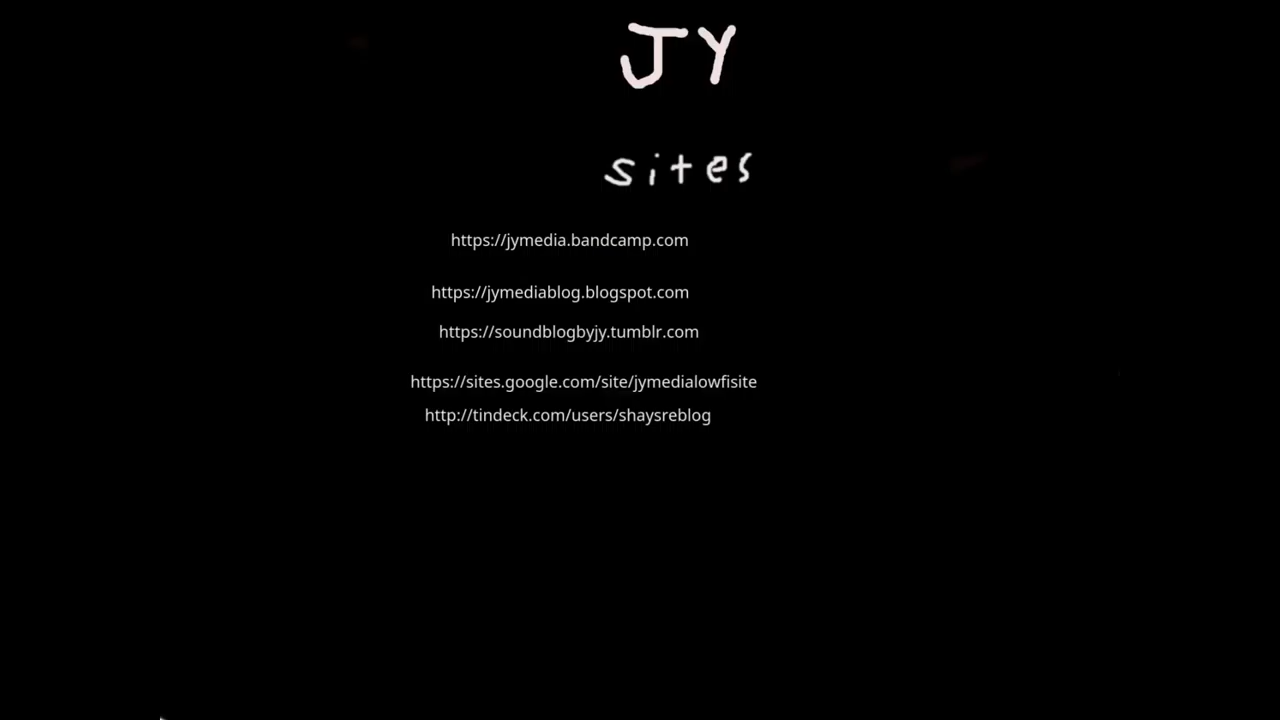 JY
sites
https://jymedia.bandcamp.com
https://jymediablog.blogspot.com
https://soundblogbyjy.tumblr.com
https://sites.google.com/site/jymedialowfisite
http://tindeck.com/users/shaysreblog